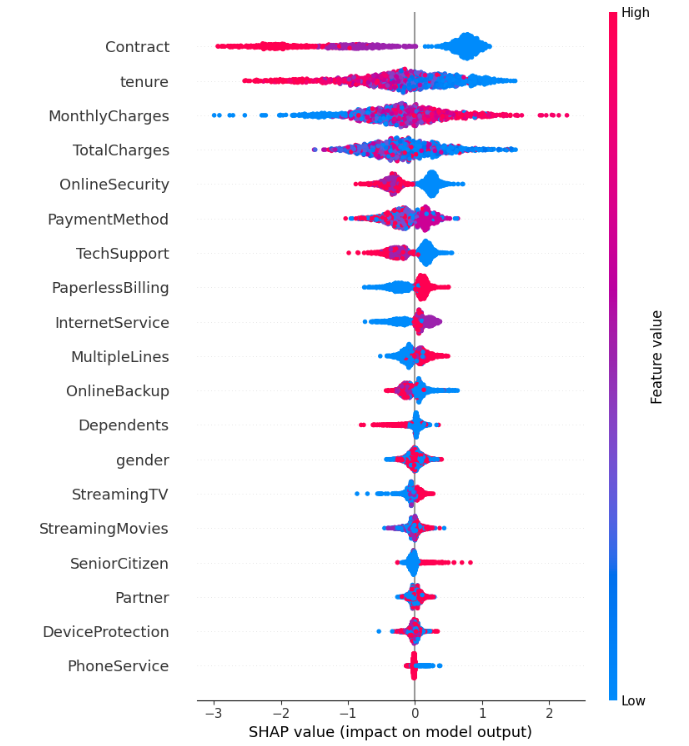 High
Contract
tenure
MonthlyCharges
TotalCharges
OnlineSecurity
PaymentMethod
TechSupport
PaperlessBilling
InternetService
MultipleLines
OnlineBackup
Dependents
gender
StreamingTV
StreamingMovies
SeniorCitizen
Partner
DeviceProtection
PhoneService
Feature value
Low
−3 −2 −1 0 1 2
SHAP value (impact on model output)